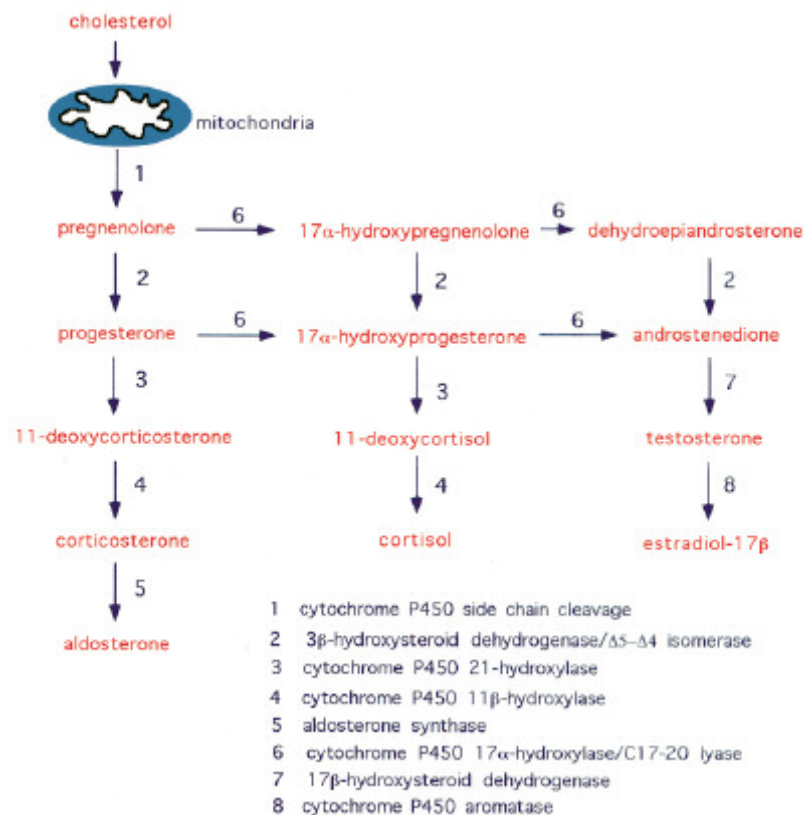 cholesterol
mitochondria
1
pregnenolone 6 17α-hydroxypregnenolone 6 dehydroepiandrosterone
2 2 2
progesterone 6 17α-hydroxyprogesterone 6 androstenedione
3 3 7
11-deoxycorticosterone 11-deoxycortisol testosterone
4 4 8
corticosterone cortisol estradiol-17β
5
aldosterone
1 cytochrome P450 side chain cleavage
2 3β-hydroxysteroid dehydrogenase/Δ5-Δ4 isomerase
3 cytochrome P450 21-hydroxylase
4 cytochrome P450 11β-hydroxylase
5 aldosterone synthase
6 cytochrome P450 17α-hydroxylase/C17-20 lyase
7 17β-hydroxysteroid dehydrogenase
8 cytochrome P450 aromatase